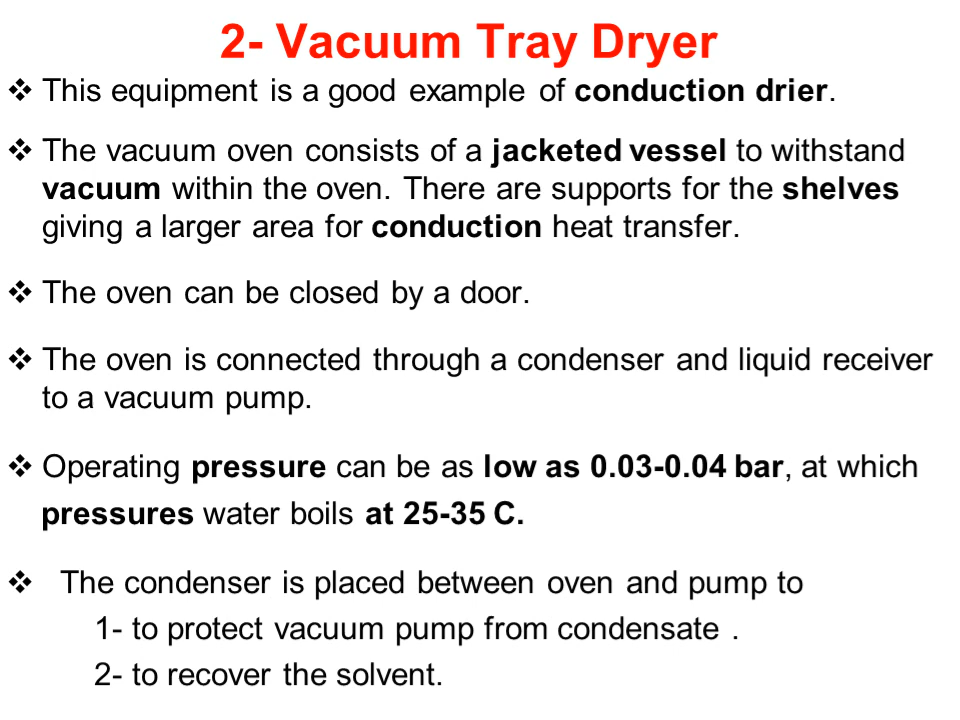 2- Vacuum Tray Dryer
❖ This equipment is a good example of conduction drier.
❖ The vacuum oven consists of a jacketed vessel to withstand
vacuum within the oven. There are supports for the shelves
giving a larger area for conduction heat transfer.
❖ The oven can be closed by a door.
❖ The oven is connected through a condenser and liquid receiver
to a vacuum pump.
❖ Operating pressure can be as low as 0.03-0.04 bar, at which
pressures water boils at 25-35 C.
❖ The condenser is placed between oven and pump to
1- to protect vacuum pump from condensate .
2- to recover the solvent.